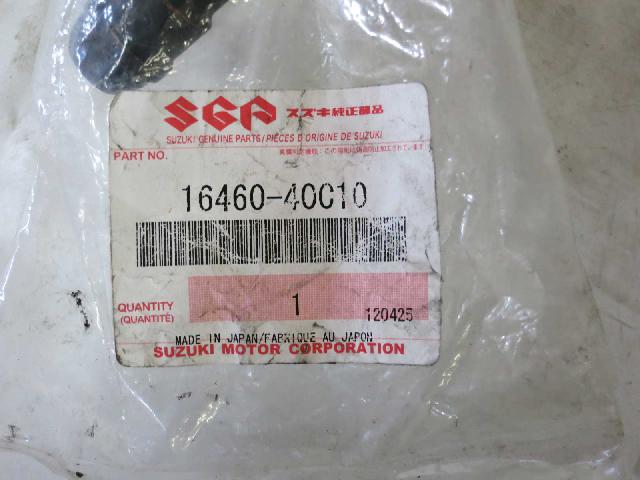 SGP スズキ純正部品
SUZUKI GENUINE PARTS/PIÈCES D'ORIGINE DE SUZUKI
PART NO.
16460-40C10
QUANTITY
(QUANTITÉ)
1
120425
MADE IN JAPAN/FABRIQUE AU JAPON
SUZUKI MOTOR CORPORATION